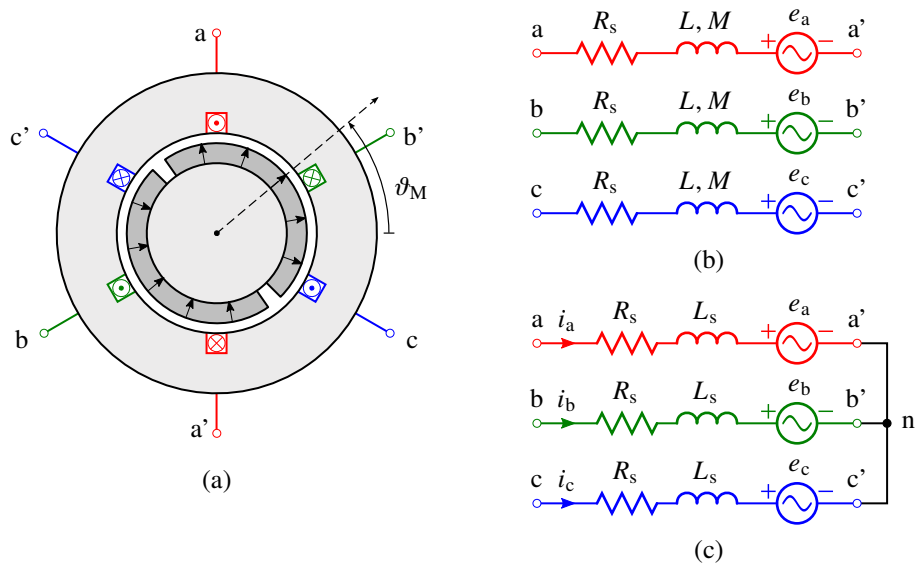 a
c'
b'
ϑM
b
c
a'
(a)
a Rs L, M + ea − a'
b Rs L, M + eb − b'
c Rs L, M + ec − c'
(b)
a ia Rs Ls + ea − a'
b ib Rs Ls + eb − b' n
c ic Rs Ls + ec − c'
(c)